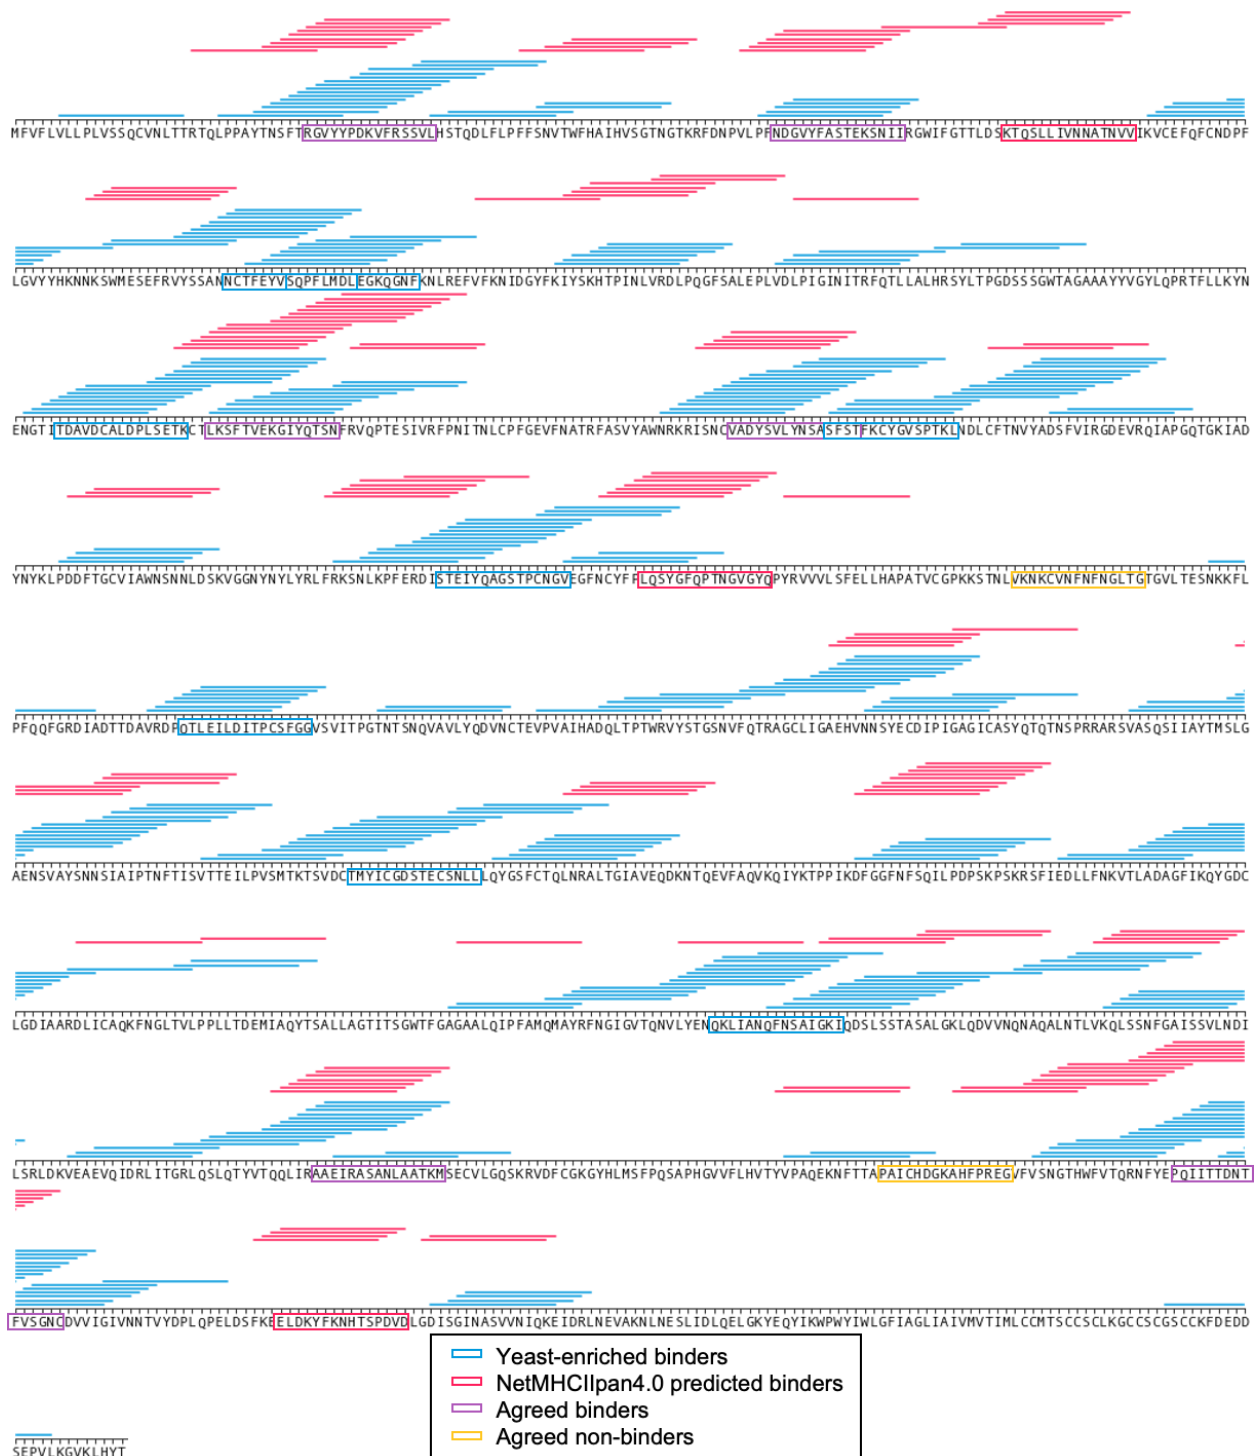 MFVFLVLLPLVSSQCVNLTTRTQLPPAYTNSFTRGVYYPDKVFRSSVLHSTQDLFLPFFSNVTWFHAIHVSGTNGTKRFDNPVLPFNDGVYFASTEKSNIIRGWIFGTTLDSKTQSLLIVNNATNVVIKVCEFQFCNDPF
LGVYYHKNNKSWMESEFRVYSSANNCTFEYVSQPFLMDLEGKQGNFKNLREFVFKNIDGYFKIYSKHTPINLVRDLPQGFSALEPLVDLPIGINITRFQTLLALHRSYLTPGDSSSGWTAGAAAYYVGYLQPRTFLLKYN
ENGTITDAVDCALDPLSETKCTLKSFTVEKGIYQTSNFRVQPTESIVRFPNITNLCPFGEVFNATRFASVYAWNRKRISNCVADYSVLYNSASFSTFKCYGVSPTKLNDLCFTNVYADSFVIRGDEVRQIAPGQTGKIAD
YNYKLPDDFTGCVIAWNSNNLDSKVGGNYNYLYRLFRKSNLKPFERDISTEIYQAGSTPCNGVEGFNCYFPLQSYGFQPTNGVGYQPYRVVVLSFELLHAPATVCGPKKSTNLVKNKCVNFNFNGLTGTGVLTESNKKFL
PFQQFGRDIADTTDAVRDPQTLEILDITPCSFGGVSVITPGTNTSNQVAVLYQDVNCTEVPVAIHADQLTPTWRVYSTGSNVFQTRAGCLIGAEHVNNSYECDIPIGAGICASYQTQTNSPRRARSVASQSIIAYTMSLG
AENSVAYSNNSIAIPTNFTISVTTEILPVSMTKTSVDCTMYICGDSTECSNLLLQYGSFCTQLNRALTGIAVEQDKNTQEVFAQVKQIYKTPPIKDFGGFNFSQILPDPSKPSKRSFIEDLLFNKVTLADAGFIKQYGDC
LGDIAARDLICAQKFNGLTVLPPLLTDEMIAQYTSALLAGTITSGWTFGAGAALQIPFAMQMAYRFNGIGVTQNVLYENQKLIANQFNSAIGKIQDSLSSTASALGKLQDVVNQNAQALNTLVKQLSSNFGAISSVLNDI
LSRLDKVEAEVQIDRLITGRLQSLQTYVTQQLIRAAEIRASANLAATKMSECVLGQSKRVDFCGKGYHLMSFPQSAPHGVVFLHVTYVPAQEKNFTTAPAICHDGKAHFPREGVFVSNGTHWFVTQRNFYEPQIITTDNT
FVSGNCDVVIGIVNNTVYDPLQPELDSFKEELDKYFKNHTSPDVDLGDISGINASVVNIQKEIDRLNEVAKNLNESLIDLQELGKYEQYIKWPWYIWLGFIAGLIAIVMVTIMLCCMTSCCSCLKGCCSCGSCCKFDEDD
Yeast-enriched binders
NetMHCIIpan4.0 predicted binders
Agreed binders
Agreed non-binders
SEPVLKGVKLHYT